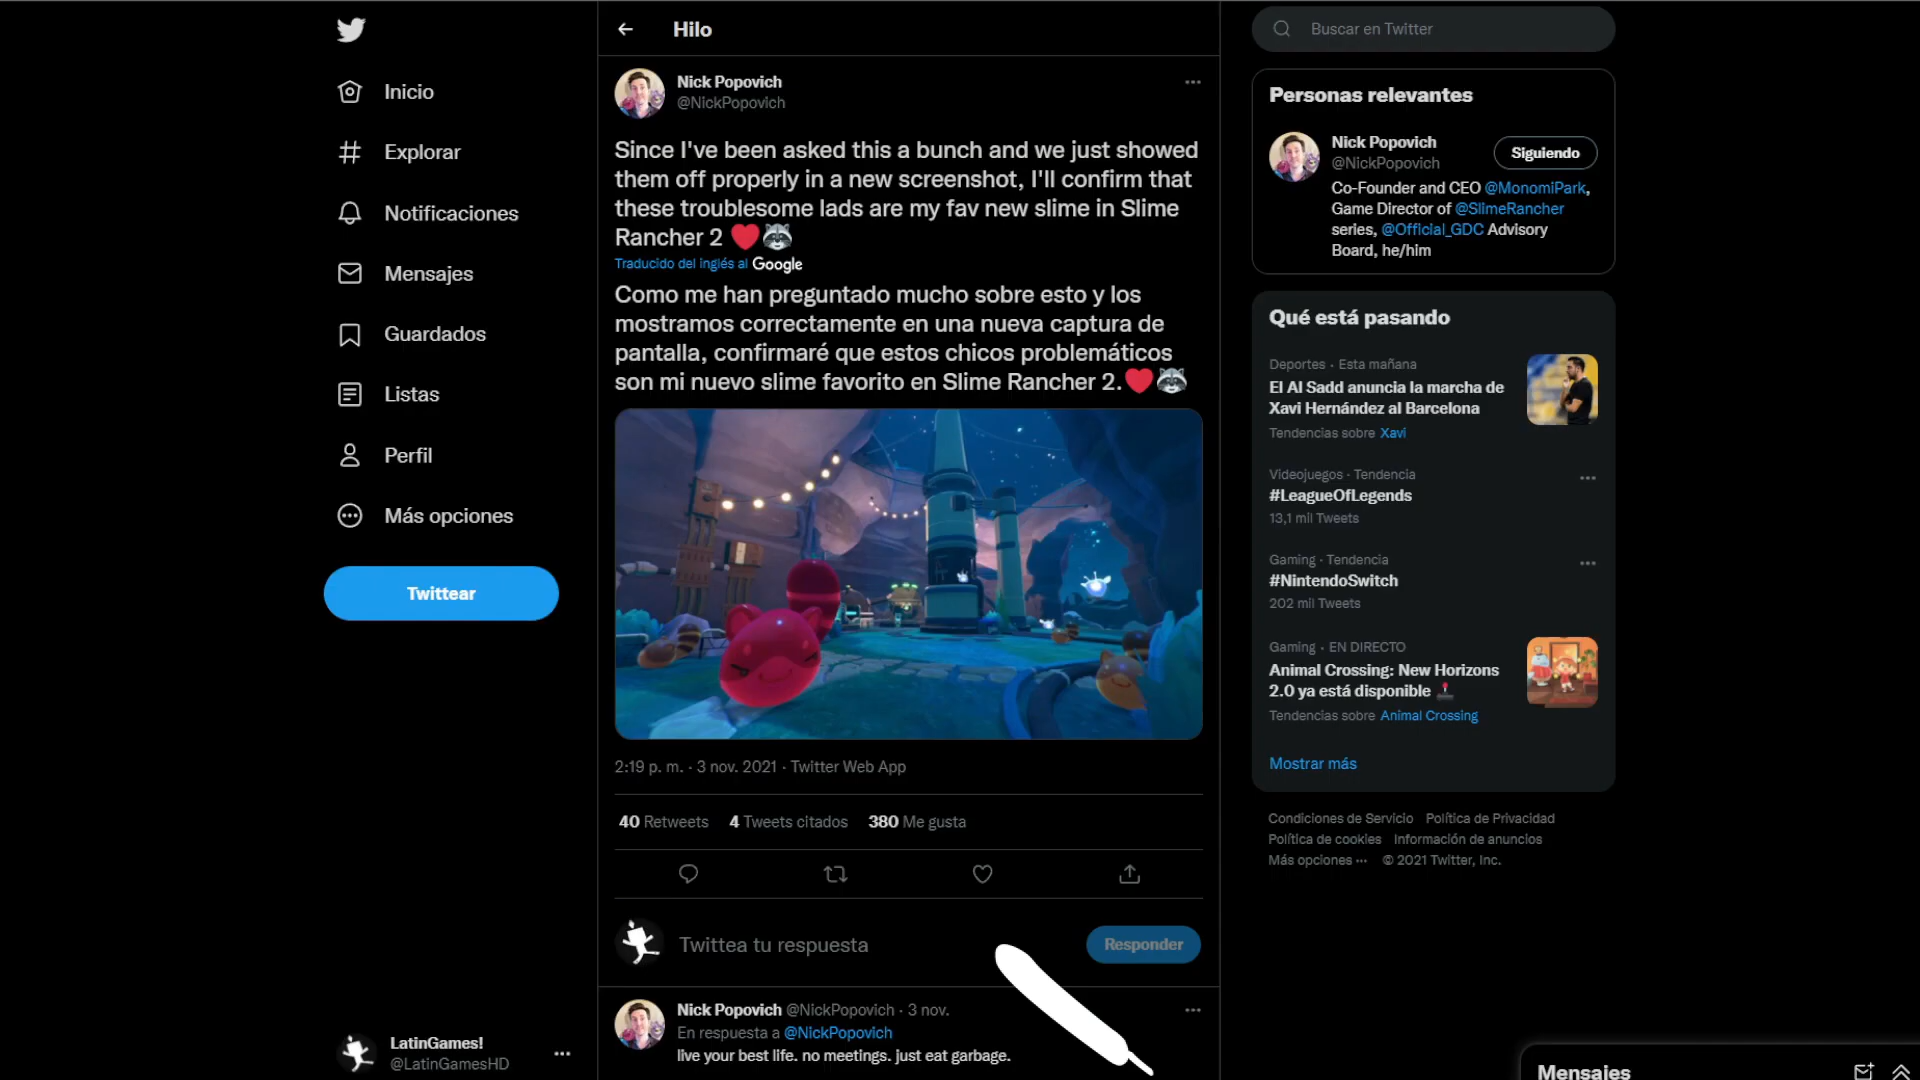 Inicio
Explorar
Notificaciones
Mensajes
Guardados
Listas
Perfil
Más opciones
Twittear
LatinGames!
@LatinGamesHD
Hilo
Nick Popovich
@NickPopovich
Since I've been asked this a bunch and we just showed
them off properly in a new screenshot, I'll confirm that
these troublesome lads are my fav new slime in Slime
Rancher 2 ❤️🦝
Traducido del inglés al Google
Como me han preguntado mucho sobre esto y los
mostramos correctamente en una nueva captura de
pantalla, confirmaré que estos chicos problemáticos
son mi nuevo slime favorito en Slime Rancher 2.❤️🦝
2:19 p. m. · 3 nov. 2021 · Twitter Web App
40 Retweets 4 Tweets citados 380 Me gusta
Twittea tu respuesta
Responder
Nick Popovich @NickPopovich · 3 nov.
En respuesta a @NickPopovich
live your best life. no meetings. just eat garbage.
Buscar en Twitter
Personas relevantes
Nick Popovich
@NickPopovich
Siguiendo
Co-Founder and CEO @MonomiPark,
Game Director of @SlimeRancher
series, @Official_GDC Advisory
Board, he/him
Qué está pasando
Deportes · Esta mañana
El Al Sadd anuncia la marcha de
Xavi Hernández al Barcelona
Tendencias sobre Xavi
Videojuegos · Tendencia
#LeagueOfLegends
13,1 mil Tweets
Gaming · Tendencia
#NintendoSwitch
202 mil Tweets
Gaming · EN DIRECTO
Animal Crossing: New Horizons
2.0 ya está disponible 🕹️
Tendencias sobre Animal Crossing
Mostrar más
Condiciones de Servicio Política de Privacidad
Política de cookies Información de anuncios
Más opciones ··· © 2021 Twitter, Inc.
Mensajes